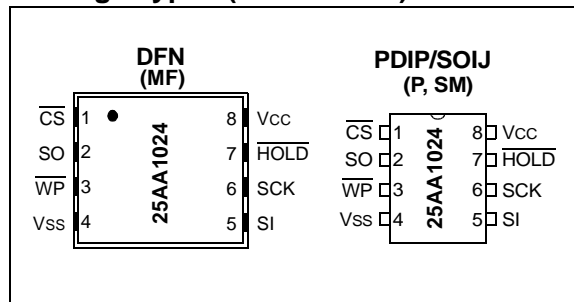 DFN
(MF)
CS 1 8 VCC
SO 2 7 HOLD
WP 3 6 SCK
VSS 4 5 SI
25AA1024
PDIP/SOIJ
(P, SM)
CS 1 8 VCC
SO 2 7 HOLD
WP 3 6 SCK
VSS 4 5 SI
25AA1024